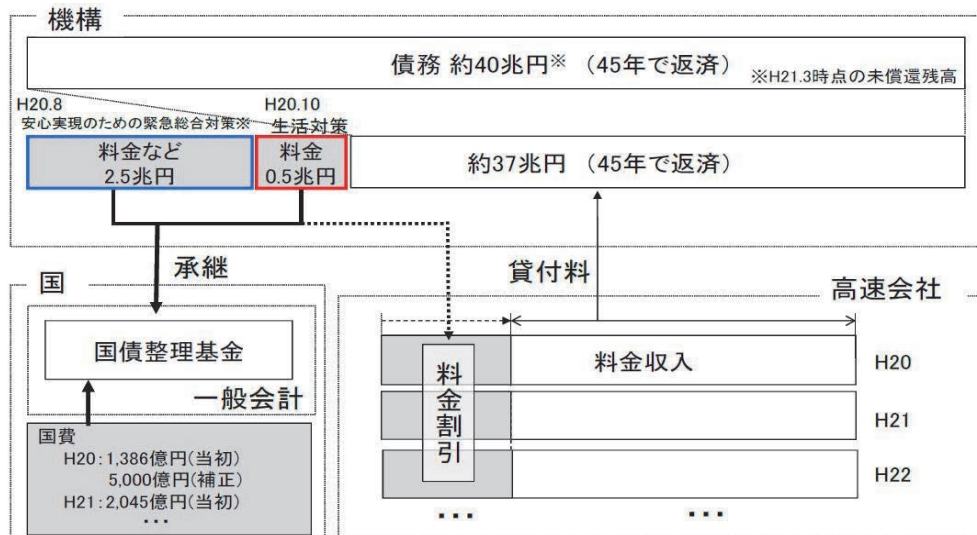 機構
債務 約40兆円※ （45年で返済） ※H21.3時点の未償還残高
H20.8
安心実現のための緊急総合対策※
H20.10
生活対策
料金など
2.5兆円
料金
0.5兆円
約37兆円 （45年で返済）
承継
貸付料
国
国債整理基金
一般会計
国費
H20：1,386億円(当初)
5,000億円(補正)
H21：2,045億円(当初)
・・・
高速会社
料金割引
料金収入
H20
H21
H22
・・・
・・・